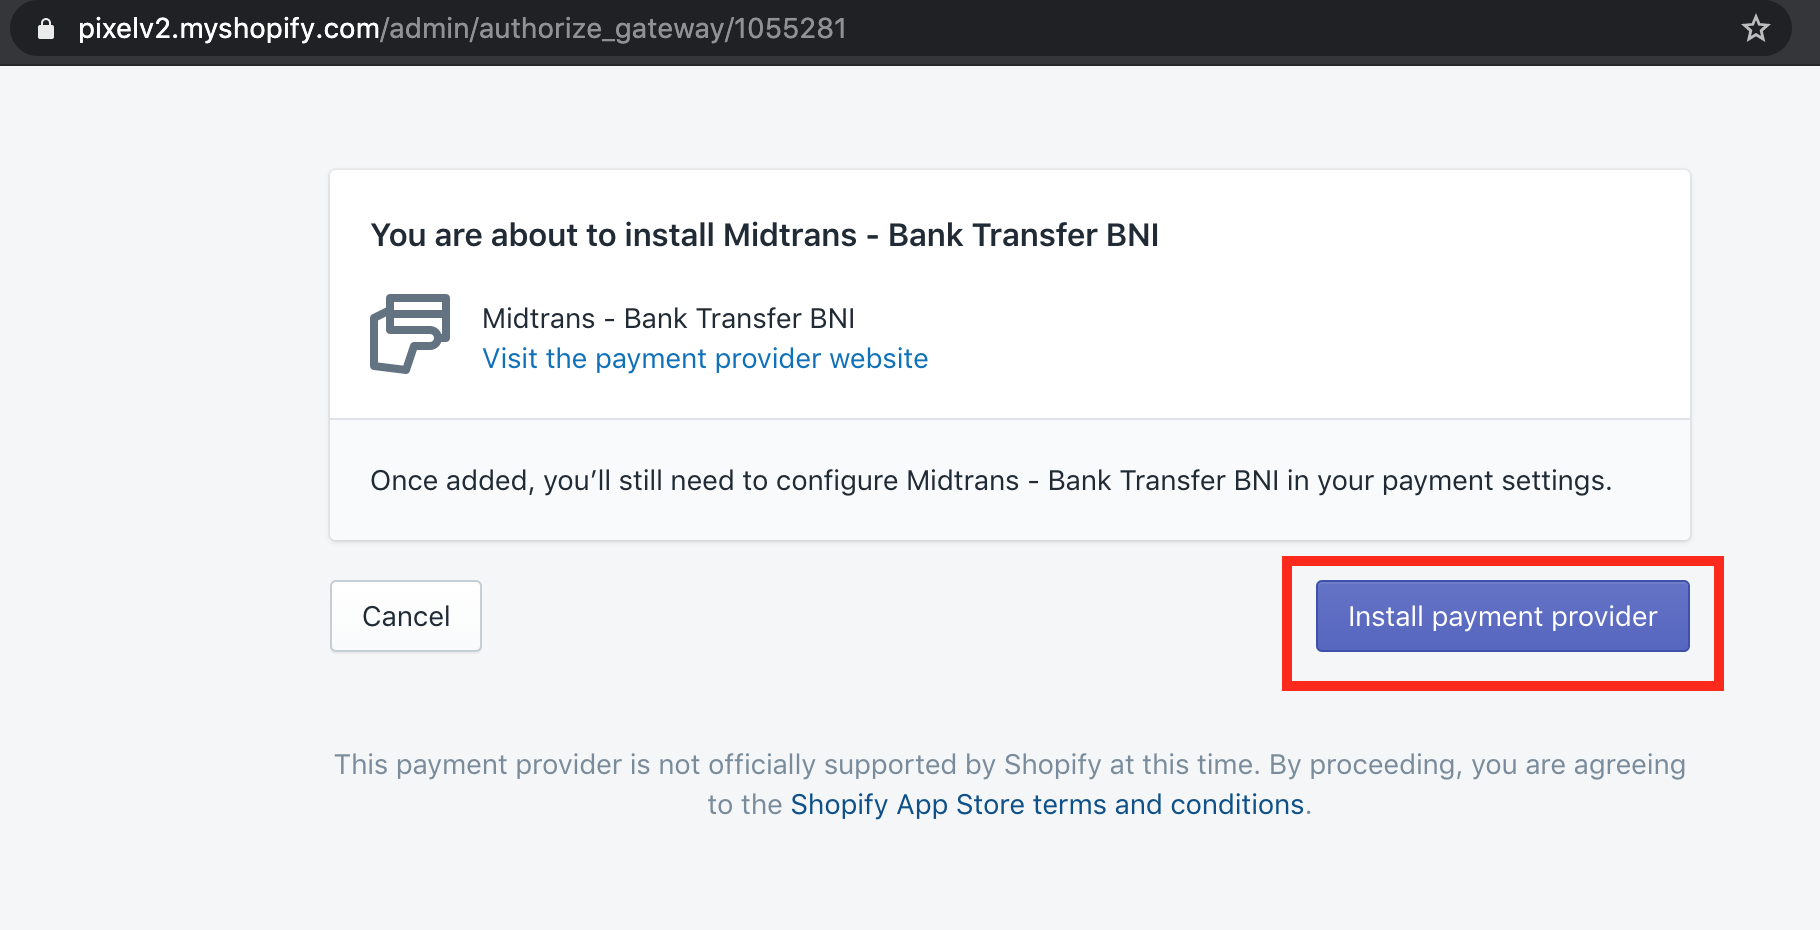 pixelv2.myshopify.com/admin/authorize_gateway/1055281
You are about to install Midtrans - Bank Transfer BNI
Midtrans - Bank Transfer BNI
Visit the payment provider website
Once added, you’ll still need to configure Midtrans - Bank Transfer BNI in your payment settings.
Cancel
Install payment provider
This payment provider is not officially supported by Shopify at this time. By proceeding, you are agreeing
to the Shopify App Store terms and conditions.